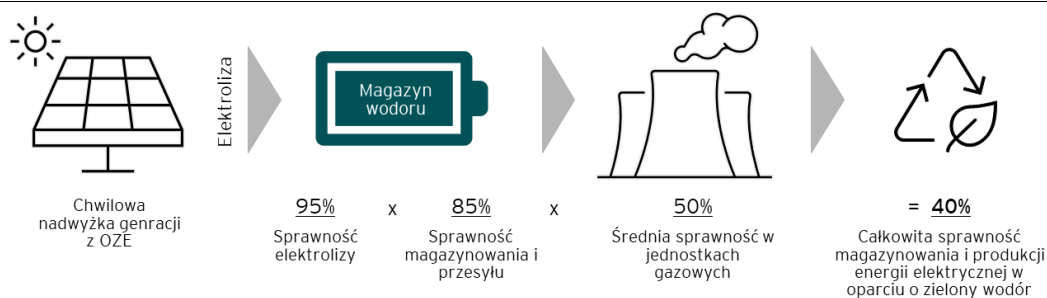 Elektroliza
Magazyn
wodoru
Chwilowa
nadwyżka genracji
z OZE
95% x 85% x 50% = 40%
Sprawność
elektrolizy
Sprawność
magazynowania i
przesyłu
Średnia sprawność w
jednostkach
gazowych
Całkowita sprawność
magazynowania i produkcji
energii elektrycznej w
oparciu o zielony wodór